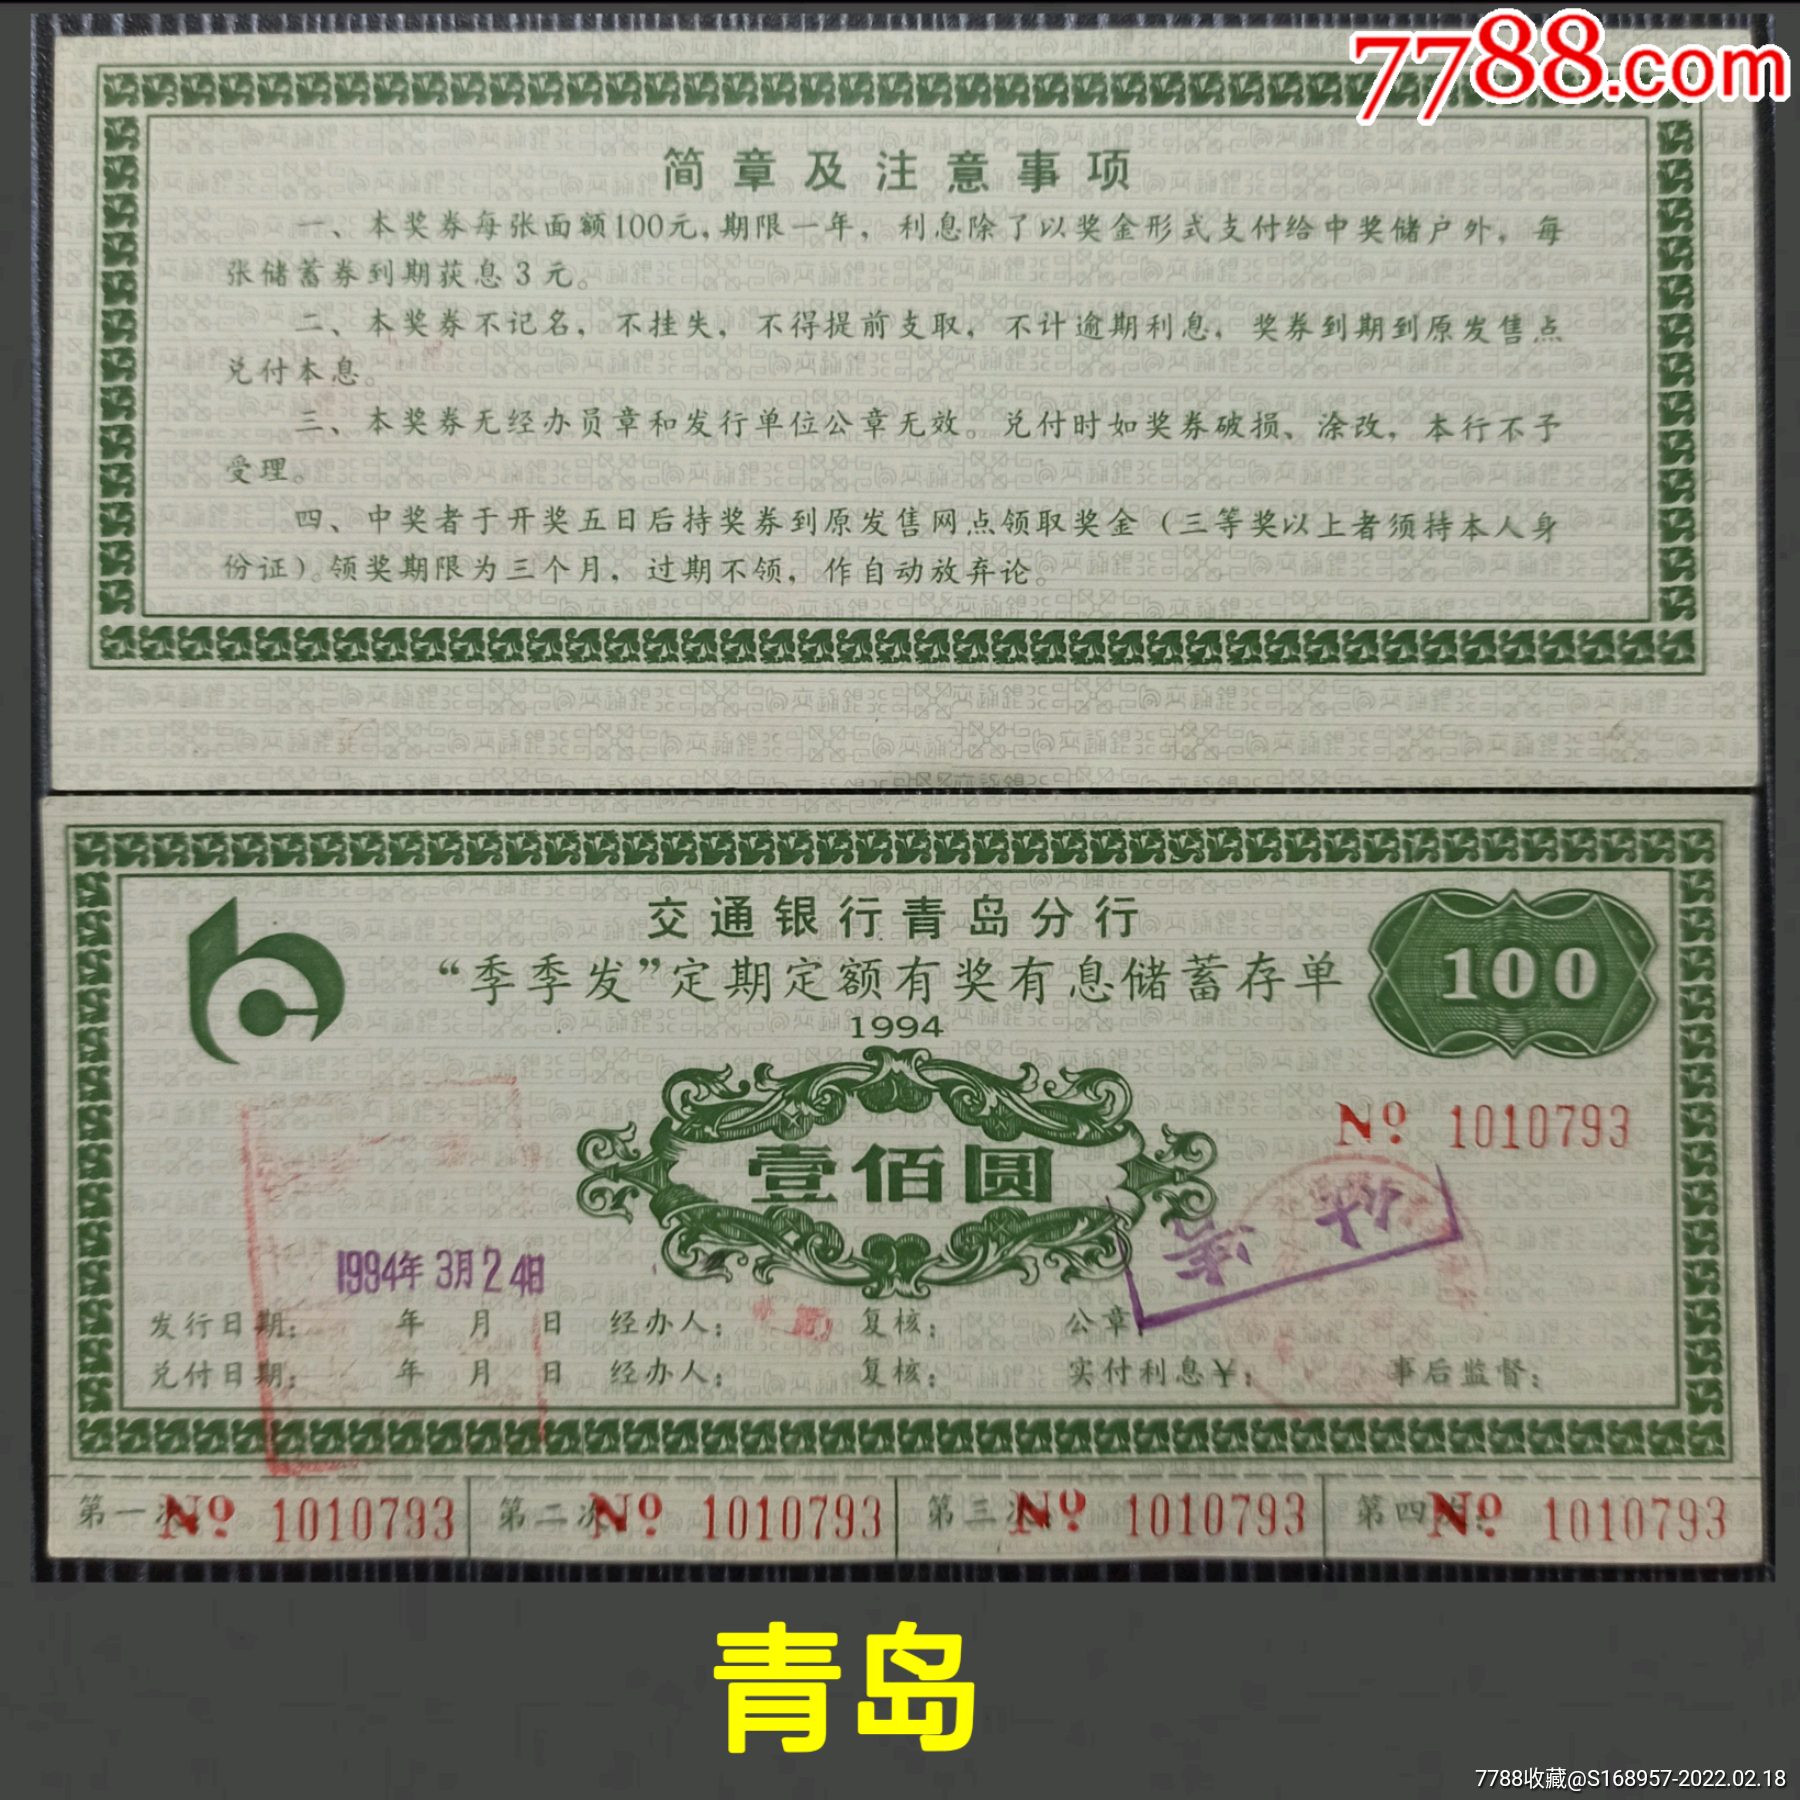 7788.com
简章及注意事项
一、本奖券每张面额100元,期限一年，利息除了以奖金形式支付给中奖储户外，每
张储蓄券到期获息3元。
二、本奖券不记名，不挂失，不得提前支取，不计逾期利息，奖券到期到原发售点
兑付本息。
三、本奖券无经办员章和发行单位公章无效。兑付时如奖券破损、涂改，本行不予
受理。
四、中奖者于开奖五日后持奖券到原发售网点领取奖金（三等奖以上者须持本人身
份证）。领奖期限为三个月，过期不领，作自动放弃论。
交通银行青岛分行
“季季发”定期定额有奖有息储蓄存单
1994
100
壹佰圆
No 1010793
1994年3月24日
发行日期： 年 月 日 经办人： 复核： 公章：
兑付日期： 年 月 日 经办人： 复核： 实付利息¥： 事后监督：
第一次 No 1010793 第二次 No 1010793 第三次 No 1010793 第四次: No 1010793
青岛
7788收藏@S168957-2022.02.18